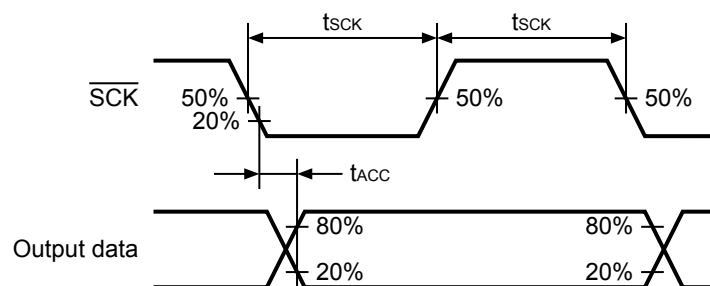 tSCK tSCK
SCK 50% 50% 50%
20%
tACC
80% 80%
Output data
20% 20%